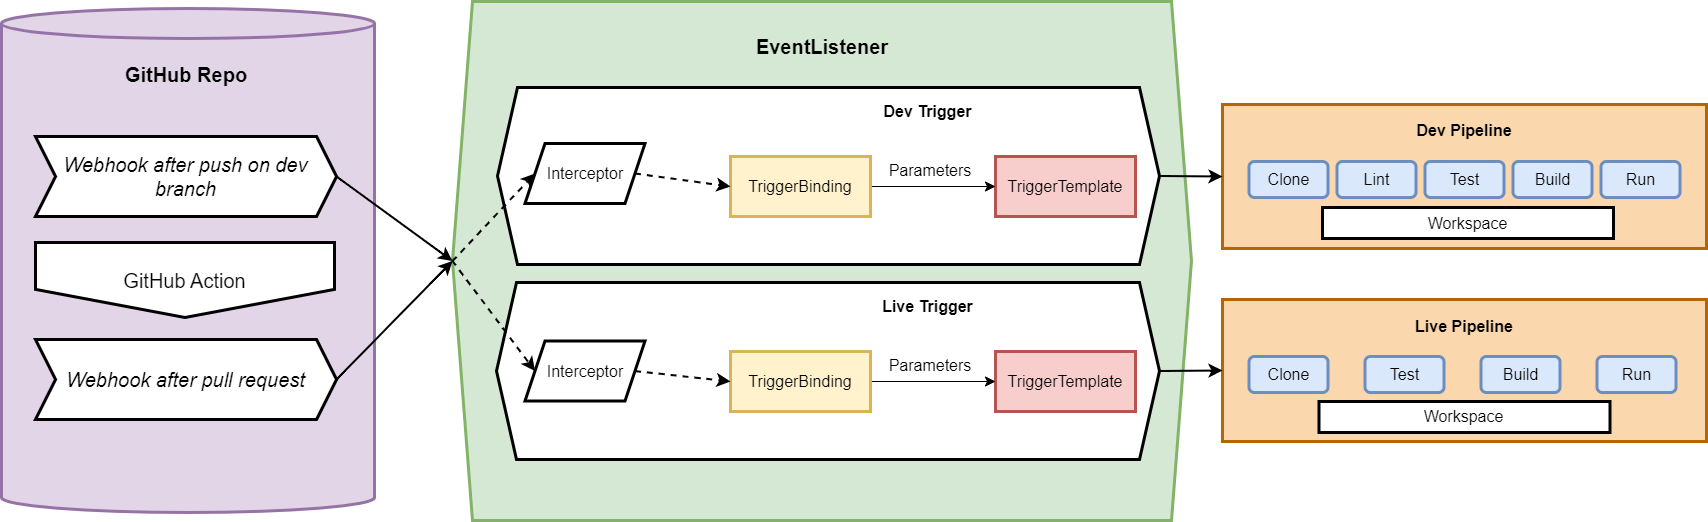 GitHub Repo
Webhook after push on dev
branch
GitHub Action
Webhook after pull request
EventListener
Dev Trigger
Interceptor
TriggerBinding
Parameters
TriggerTemplate
Live Trigger
Interceptor
TriggerBinding
Parameters
TriggerTemplate
Dev Pipeline
Clone
Lint
Test
Build
Run
Workspace
Live Pipeline
Clone
Test
Build
Run
Workspace